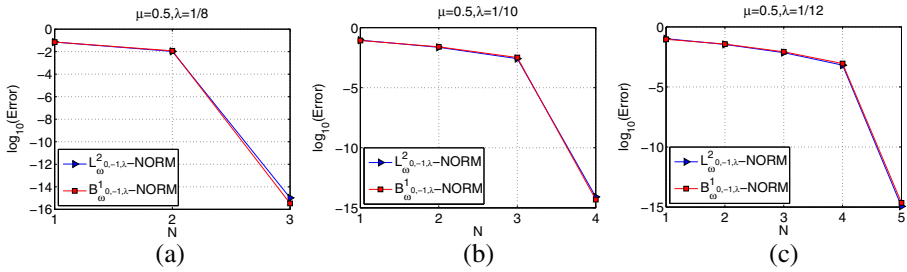 μ=0.5,λ=1/8
0
−2
−4
−6
−8
−10
−12
−14
−16
log10(Error)
L²ω0,−1,λ−NORM
B¹ω0,−1,λ−NORM
1
2
3
N
(a)
μ=0.5,λ=1/10
0
−5
−10
−15
log10(Error)
L²ω0,−1,λ−NORM
B¹ω0,−1,λ−NORM
1
2
3
4
N
(b)
μ=0.5,λ=1/12
0
−5
−10
−15
log10(Error)
L²ω0,−1,λ−NORM
B¹ω0,−1,λ−NORM
1
2
3
4
5
N
(c)